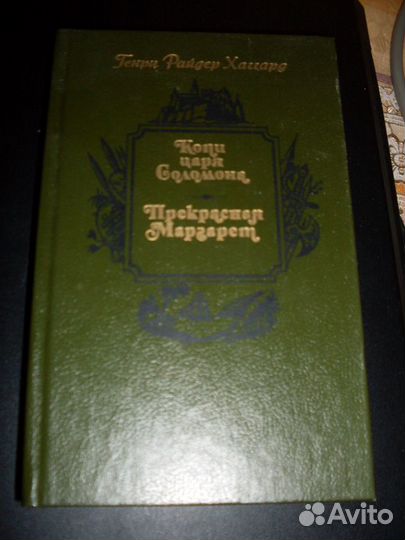 Генри Райдер Хаггард
Копи
царя
Соломона
Прекрасная
Маргарет
Avito